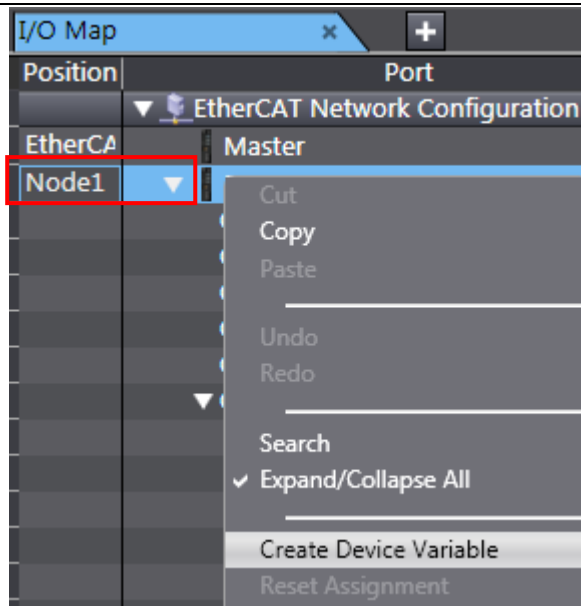 I/O Map
Position Port
EtherCAT Network Configuration
EtherCA Master
Node1
Cut
Copy
Paste
Undo
Redo
Search
Expand/Collapse All
Create Device Variable
Reset Assignment